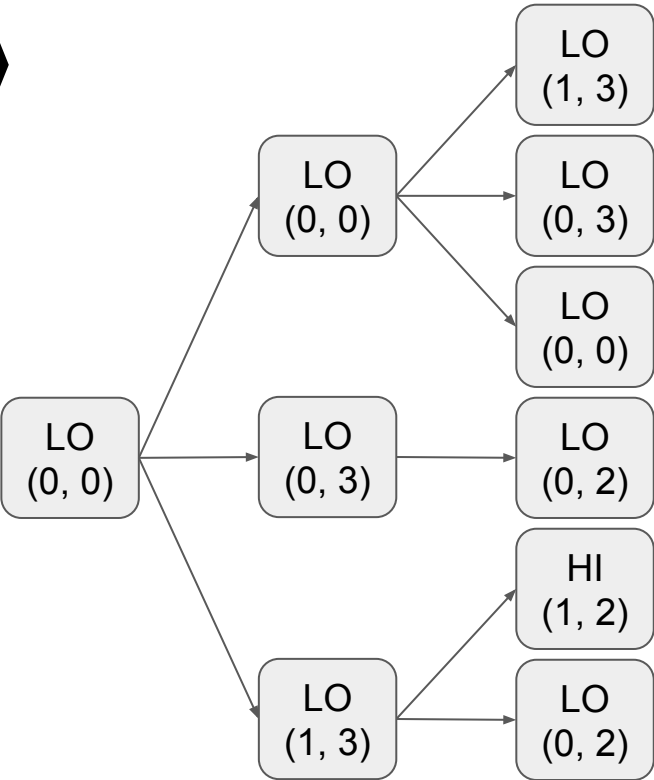 LO
(0, 0)
LO
(0, 0)
LO
(0, 3)
LO
(1, 3)
LO
(1, 3)
LO
(0, 3)
LO
(0, 0)
LO
(0, 2)
HI
(1, 2)
LO
(0, 2)